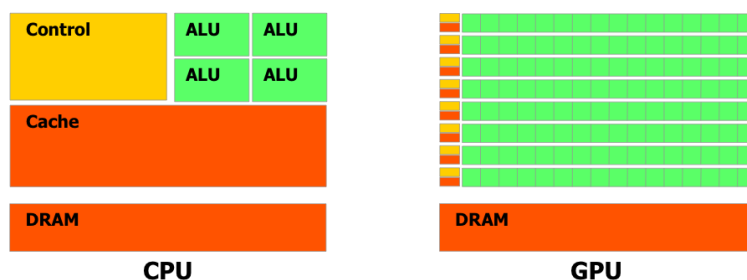 Control
ALU ALU
ALU ALU
Cache
DRAM
CPU
DRAM
GPU